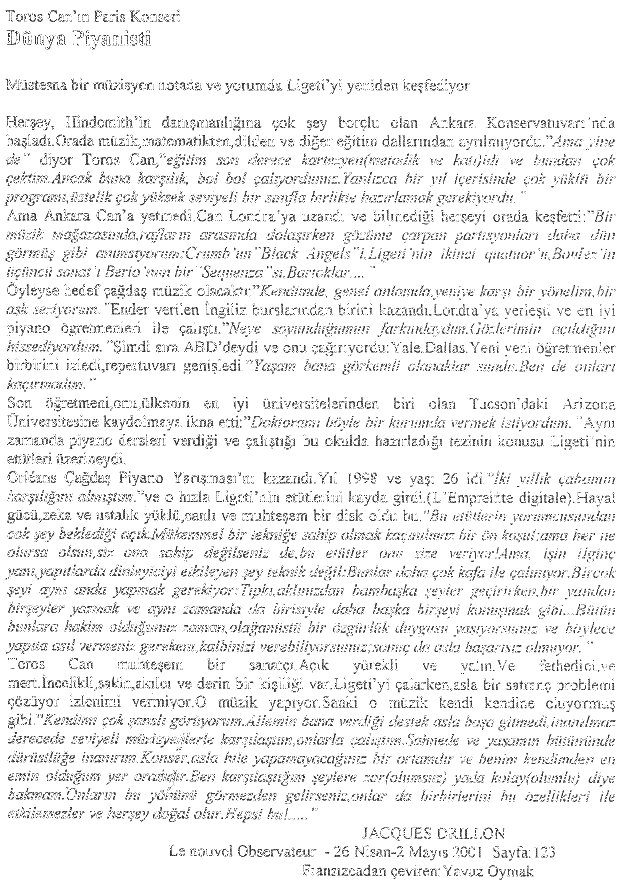 Toros Can'ın Paris Konseri
Dünya Piyanisti
Müstesna bir müzisyen notada ve yorumda Ligeti'yi yeniden keşfediyor
Herşey, Hindomith'in danışmanlığına çok şey borçlu olan Ankara Konservatuvarı'nda
başladı.Orada müzik,matematikten,dilden ve diğer eğitim dallarından ayrılmıyordu."Ama yine
de" diyor Toros Can,"eğitim son derece kartezyen(metodik ve katı)idi ve bundan çok
çektim.Ancak buna karşılık, bol bol çalışıyorduk.Yanlızca bir yıl içerisinde çok yüklü bir
programı,üstelik çok yüksek seviyeli bir sınıfla birlikte hazırlamak gerekiyordu."
Ama Ankara Can'a yetmedi.Can Londra'ya uzandı ve bilmediği herşeyi orada keşfetti:"Bir
müzik mağazasında,rafların arasında dolaşırken gözüme çarpan partisyonları daha dün
görmüş gibi anımsıyorum:Crumb'un"Black Angels"i,Ligeti'nin ikinci quatuor'u,Boulez'in
üçüncü sonat'ı Berio'nun bir "Sequenza"sı,Bartoklar...."
Öyleyse hedef çağdaş müzik olacaktı:"Kendimde, genel anlamda,yeniye karşı bir yönelim,bir
aşk seziyorum."Ender verilen İngiliz burslarından birini kazandı.Londra'ya yerleşti ve en iyi
piyano öğretmenleri ile çalıştı."Neye soyunduğumun farkındaydım.Gözlerimin açıldığını
hissediyordum."Şimdi sıra ABD'deydi ve onu çağırıyordu:Yale,Dallas.Yeni yeni öğretmenler
birbirini izledi,repertuvarı genişledi "Yaşam bana görkemli olanaklar sundu.Ben de onları
kaçırmadım."
Son öğretmeni,onu,ülkenin en iyi üniversitelerinden biri olan Tucson'daki Arizona
Üniversitesine kaydolmaya ikna etti:"Doktoramı böyle bir kurumda vermek istiyordum. "Aynı
zamanda piyano dersleri verdiği ve çalıştığı bu okulda hazırladığı tezinin konusu Ligeti'nin
etütleri üzerineydi.
Orléans Çağdaş Piyano Yarışması'nı kazandı.Yıl 1998 ve yaşı 26 idi"İki yıllık çabamın
karşılığını almıştım."ve o hızla Ligeti'nin etütlerini kayda girdi.(L'Empreinte digitale).Hayal
gücü,zeka ve ustalık yüklü,canlı ve muhteşem bir disk oldu bu."Bu etütlerin yorumcusundan
çok şey beklediği açık.Mükemmel bir tekniğe sahip olmak kaçınılmaz bir ön koşul;ama her ne
olursa olsun,siz ona sahip değilseniz de,bu etütler onu size veriyor!Ama, işin ilginç
yanı,yapıtlarda dinleyiciyi etkileyen şey teknik değil:Bunlar daha çok kafa ile çalınıyor.Birçok
şeyi aynı anda yapmak gerekiyor:Tıpkı,aklınızdan bambaşka şeyler geçirirken,bir yandan
birşeyler yazmak ve aynı zamanda da birisiyle daha başka birşeyi konuşmak gibi...Bütün
bunlara hakim olduğunuz zaman,olağanüstü bir özgürlük duygusu yaşıyorsunuz ve böylece
yapıta asıl vermeniz gerekeni,kalbinizi verebiliyorsunuz;sonuç da asla başarısız olmuyor."
Toros Can muhteşem bir sanatçı.Açık yürekli ve yalın.Ve fethedici,ve
mert.İncelikli,sakin,akılcı ve derin bir kişiliği var.Ligeti'yi çalarken,asla bir satranç problemi
çözüyor izlenimi vermiyor.O müzik yapıyor.Sanki o müzik kendi kendine oluyormuş
gibi."Kendimi çok şanslı görüyorum.Ailemin bana verdiği destek asla boşa gitmedi,inanılmaz
derecede seviyeli müzisyenlerle karşılaştım,onlarla çalıştım.Sahnede ve yaşamın bütününde
dürüstlüğe inanırım.Konser,asla hile yapamayacağınız bir ortamdır ve benim kendimden en
emin olduğum yer orasıdır.Ben karşılaştığım şeylere zor(olumsuz) yada kolay(olumlu) diye
bakmam.Onların bu yönünü görmezden gelirseniz,onlar da birbirlerini bu özellikleri ile
etkilemezler ve herşey doğal olur.Hepsi bu!....."
JACQUES DRILLON
Le nouvel Observateur - 26 Nisan-2 Mayıs 2001 Sayfa:123
Fransızcadan çeviren:Yavuz Oymak